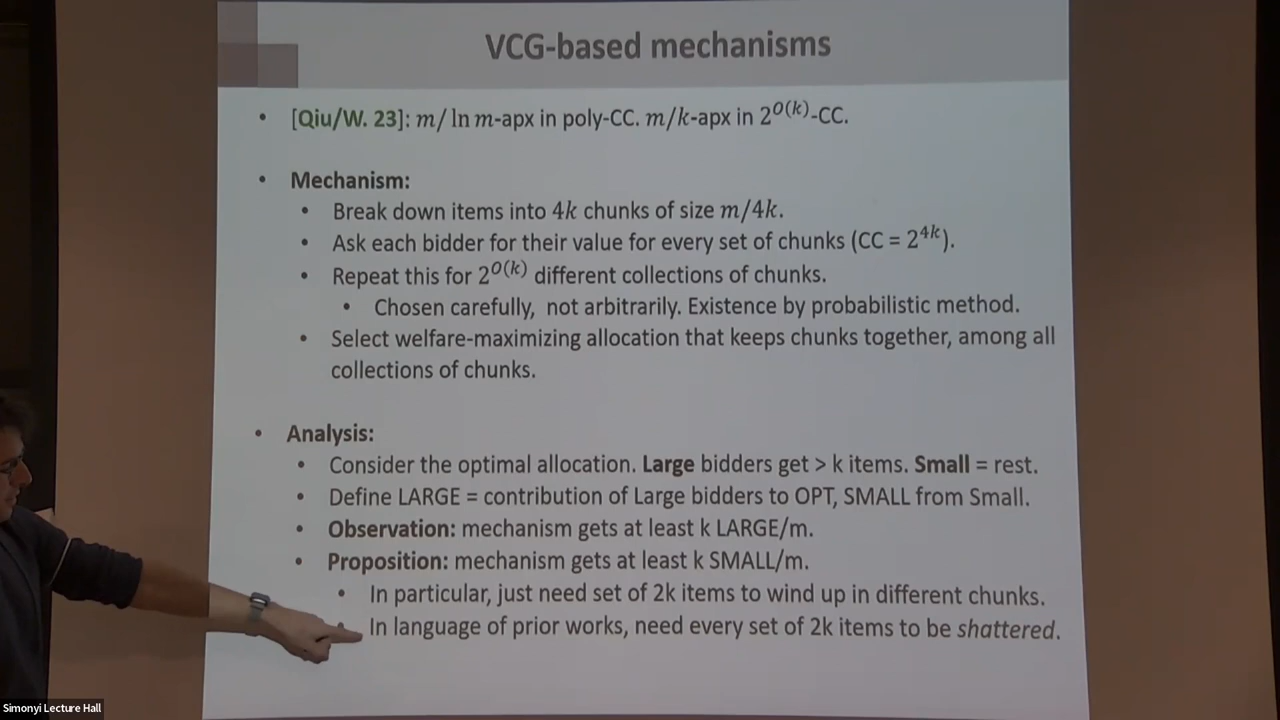 VCG-based mechanisms
• [Qiu/W. 23]: m/ ln m-apx in poly-CC. m/k-apx in 2^{O(k)}-CC.
• Mechanism:
• Break down items into 4k chunks of size m/4k.
• Ask each bidder for their value for every set of chunks (CC = 2^{4k}).
• Repeat this for 2^{O(k)} different collections of chunks.
• Chosen carefully, not arbitrarily. Existence by probabilistic method.
• Select welfare-maximizing allocation that keeps chunks together, among all
collections of chunks.
• Analysis:
• Consider the optimal allocation. Large bidders get > k items. Small = rest.
• Define LARGE = contribution of Large bidders to OPT, SMALL from Small.
• Observation: mechanism gets at least k LARGE/m.
• Proposition: mechanism gets at least k SMALL/m.
• In particular, just need set of 2k items to wind up in different chunks.
In language of prior works, need every set of 2k items to be shattered.
Simonyi Lecture Hall